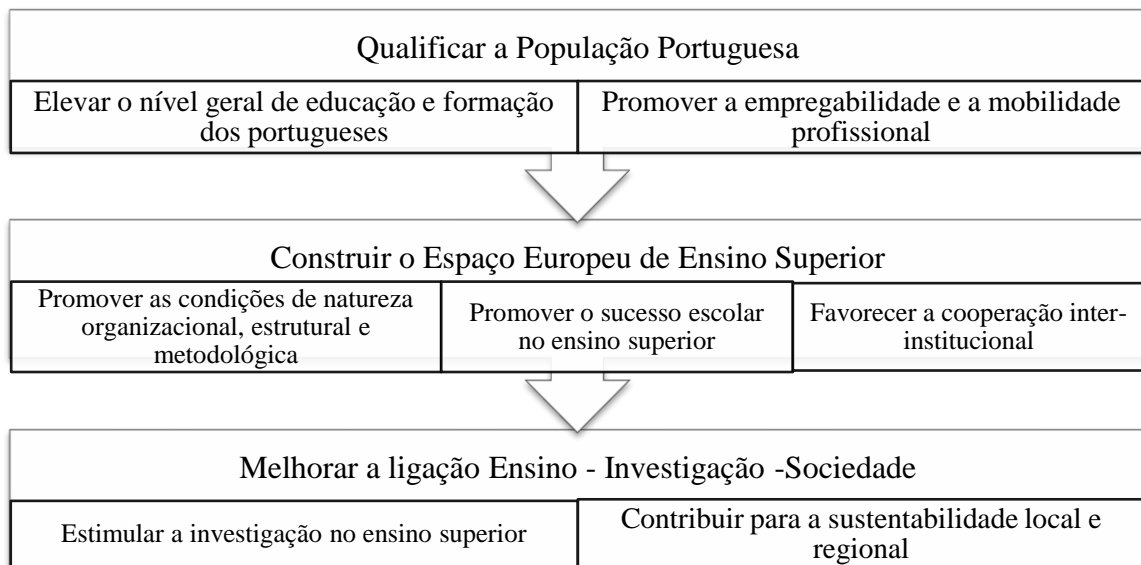 Qualificar a População Portuguesa
Elevar o nível geral de educação e formação
dos portugueses
Promover a empregabilidade e a mobilidade
profissional
Construir o Espaço Europeu de Ensino Superior
Promover as condições de natureza
organizacional, estrutural e
metodológica
Promover o sucesso escolar
no ensino superior
Favorecer a cooperação inter-
institucional
Melhorar a ligação Ensino - Investigação -Sociedade
Estimular a investigação no ensino superior
Contribuir para a sustentabilidade local e
regional